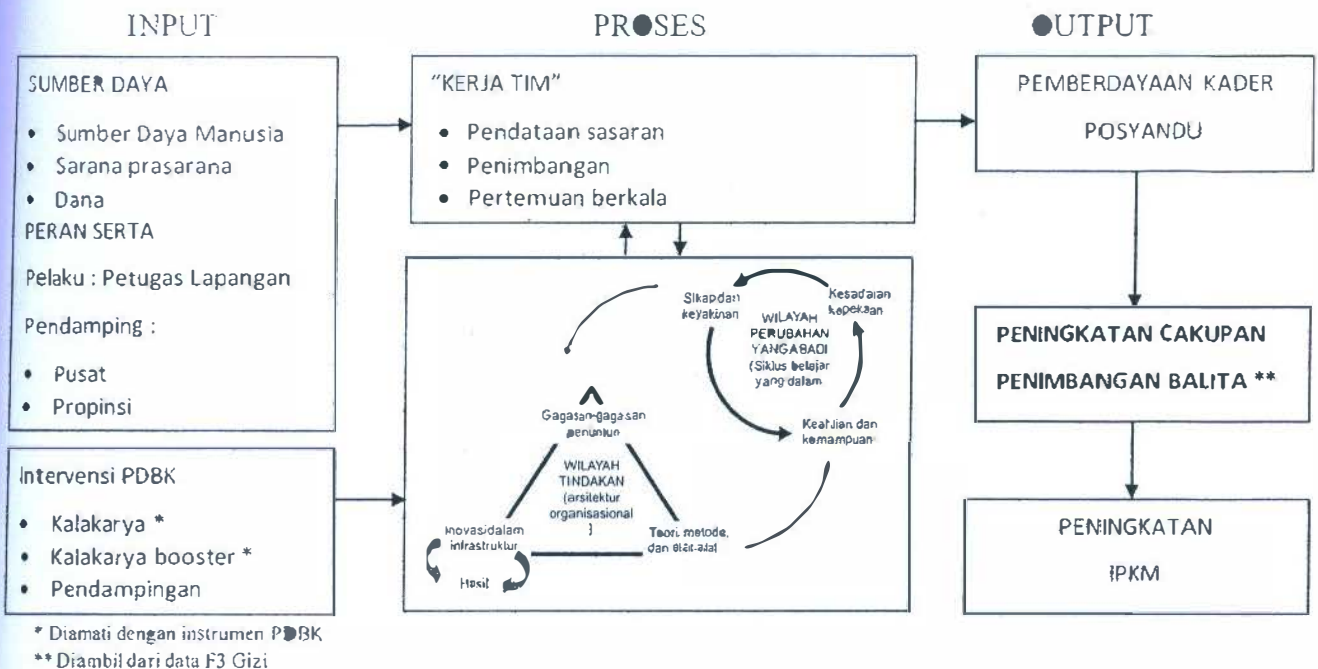 INPUT
PROSES
OUTPUT
SUMBER DAYA
• Sumber Daya Manusia
• Sarana prasarana
• Dana
PERAN SERTA
Pelaku : Petugas Lapangan
Pendamping :
• Pusat
• Propinsi
Intervensi PDBK
• Kalakarya *
• Kalakarya booster *
• Pendampingan
"KERJA TIM"
• Pendataan sasaran
• Penimbangan
• Pertemuan berkala
Sikap dan
keyakinan
Kesadaran
kepekaan
WILAYAH
PERUBAHAN
YANG ABADI
(Siklus belajar
yang dalam
Keahlian dan
kemampuan
Gagasan-gagasan
penuntun
WILAYAH
TINDAKAN
(arsitektur
organisasional
)
Inovasi dalam
infrastruktur
Teori, metode,
dan alat-alat
Hasil
PEMBERDAYAAN KADER
POSYANDU
PENINGKATAN CAKUPAN
PENIMBANGAN BALITA **
PENINGKATAN
IPKM
* Diamati dengan instrumen PDBK
** Diambil dari data F3 Gizi